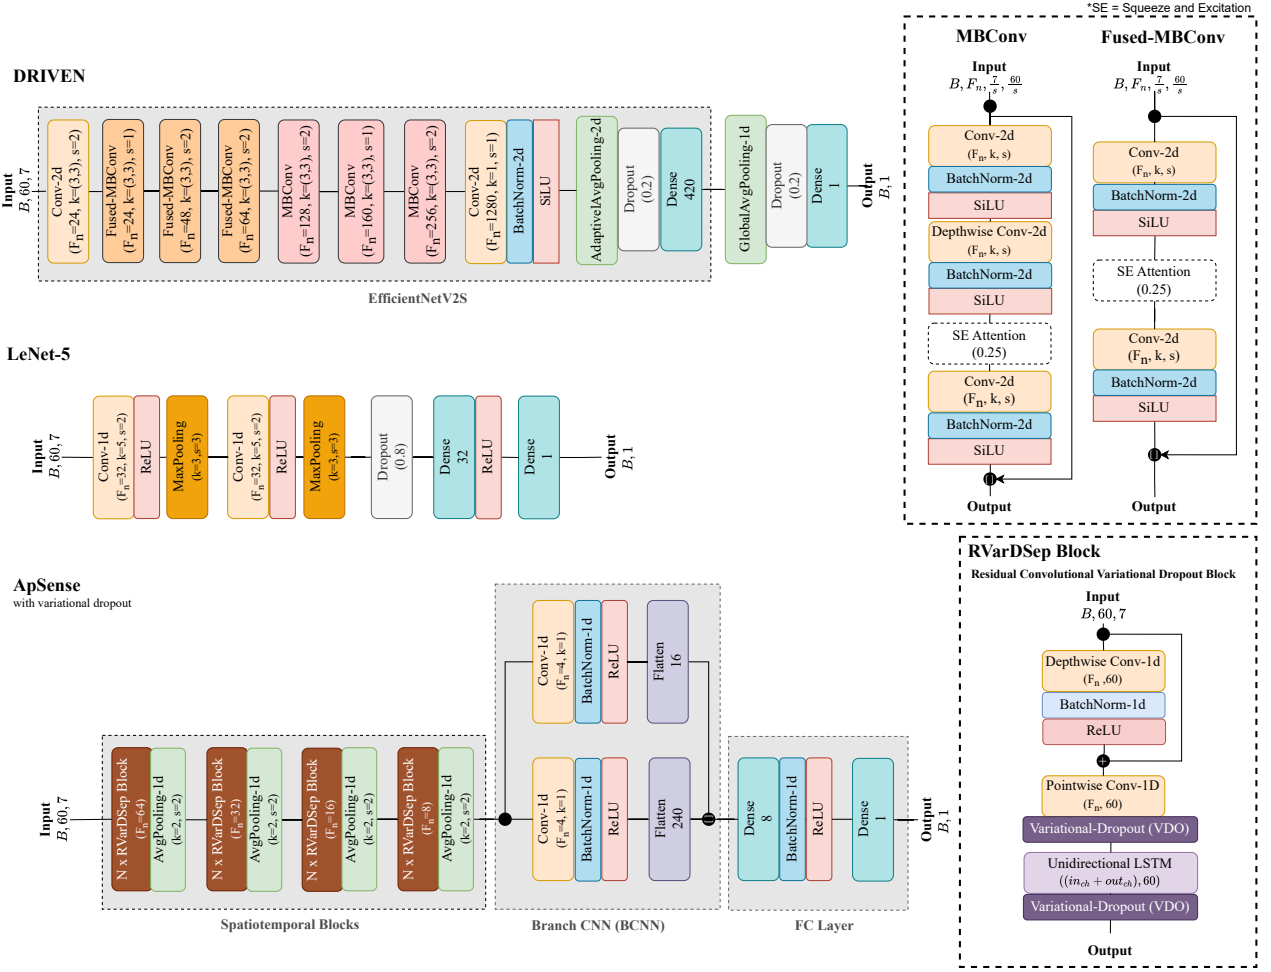 *SE = Squeeze and Excitation
DRIVEN
Input
B, 60, 7
Conv-2d
(Fn=24, k=(3,3), s=2)
Fused-MBConv
(Fn=24, k=(3,3), s=1)
Fused-MBConv
(Fn=48, k=(3,3), s=2)
Fused-MBConv
(Fn=64, k=(3,3), s=2)
MBConv
(Fn=128, k=(3,3), s=2)
MBConv
(Fn=160, k=(3,3), s=1)
MBConv
(Fn=256, k=(3,3), s=2)
Conv-2d
(Fn=1280, k=1, s=1)
BatchNorm-2d
SiLU
AdaptivelAvgPooling-2d
Dropout
(0.2)
Dense
420
GlobalAvgPooling-1d
Dropout
(0.2)
Dense
1
Output
B, 1
EfficientNetV2S
MBConv
Input
B, Fn, 7/s, 60/s
Conv-2d
(Fn, k, s)
BatchNorm-2d
SiLU
Depthwise Conv-2d
(Fn, k, s)
BatchNorm-2d
SiLU
SE Attention
(0.25)
Conv-2d
(Fn, k, s)
BatchNorm-2d
SiLU
Output
Fused-MBConv
Input
B, Fn, 7/s, 60/s
Conv-2d
(Fn, k, s)
BatchNorm-2d
SiLU
SE Attention
(0.25)
Conv-2d
(Fn, k, s)
BatchNorm-2d
SiLU
Output
LeNet-5
Input
B, 60, 7
Conv-1d
(Fn=32, k=5, s=2)
ReLU
MaxPooling
(k=3,s=3)
Conv-1d
(Fn=32, k=5, s=2)
ReLU
MaxPooling
(k=3,s=3)
Dropout
(0.8)
Dense
32
ReLU
Dense
1
Output
B, 1
ApSense
with variational dropout
Input
B, 60, 7
N x RVarDSep Block
(Fn=64)
AvgPooling-1d
(k=2, s=2)
N x RVarDSep Block
(Fn=32)
AvgPooling-1d
(k=2, s=2)
N x RVarDSep Block
(Fn=16)
AvgPooling-1d
(k=2, s=2)
N x RVarDSep Block
(Fn=8)
AvgPooling-1d
(k=2, s=2)
Spatiotemporal Blocks
Conv-1d
(Fn=4, k=1)
BatchNorm-1d
ReLU
Flatten
16
Conv-1d
(Fn=4, k=1)
BatchNorm-1d
ReLU
Flatten
240
Branch CNN (BCNN)
Dense
8
BatchNorm-1d
ReLU
Dense
1
FC Layer
Output
B, 1
RVarDSep Block
Residual Convolutional Variational Dropout Block
Input
B, 60, 7
Depthwise Conv-1d
(Fn ,60)
BatchNorm-1d
ReLU
Pointwise Conv-1D
(Fn, 60)
Variational-Dropout (VDO)
Unidirectional LSTM
((inch + outch), 60)
Variational-Dropout (VDO)
Output